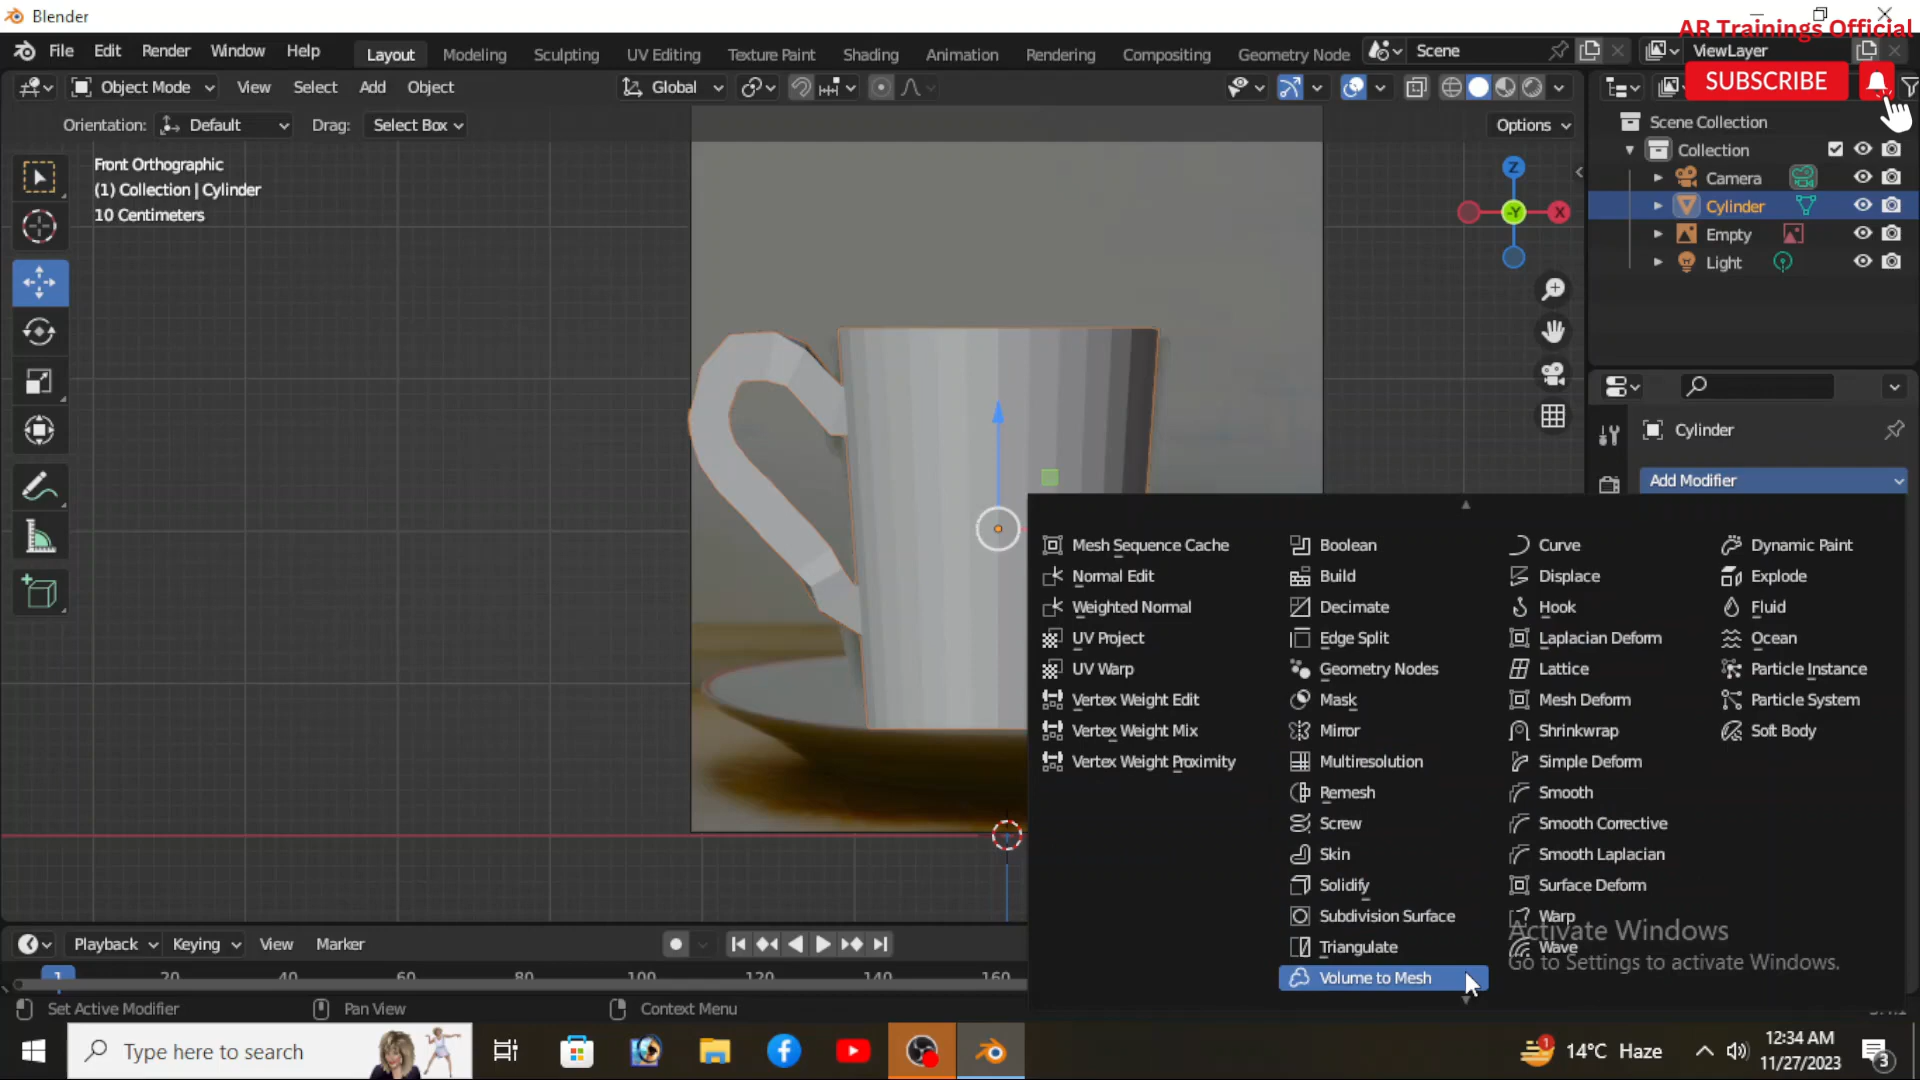 Blender
AR Trainings Official
File Edit Render Window Help Layout Modeling Sculpting UV Editing Texture Paint Shading Animation Rendering Compositing Geometry Node Scene ViewLayer
Object Mode View Select Add Object Global SUBSCRIBE
Orientation: Default Drag: Select Box Options
Front Orthographic
(1) Collection | Cylinder
10 Centimeters
Z
-Y
X
Scene Collection
Collection
Camera
Cylinder
Empty
Light
Cylinder
Add Modifier
Mesh Sequence Cache
Normal Edit
Weighted Normal
UV Project
UV Warp
Vertex Weight Edit
Vertex Weight Mix
Vertex Weight Proximity
Boolean
Build
Decimate
Edge Split
Geometry Nodes
Mask
Mirror
Multiresolution
Remesh
Screw
Skin
Solidify
Subdivision Surface
Triangulate
Volume to Mesh
Curve
Displace
Hook
Laplacian Deform
Lattice
Mesh Deform
Shrinkwrap
Simple Deform
Smooth
Smooth Corrective
Smooth Laplacian
Surface Deform
Warp
Wave
Dynamic Paint
Explode
Fluid
Ocean
Particle Instance
Particle System
Soft Body
Activate Windows
Go to Settings to activate Windows.
Playback Keying View Marker
1 20 40 60 80 100 120 140 160
Set Active Modifier Pan View Context Menu
Type here to search
1 14°C Haze
12:34 AM
11/27/2023
3